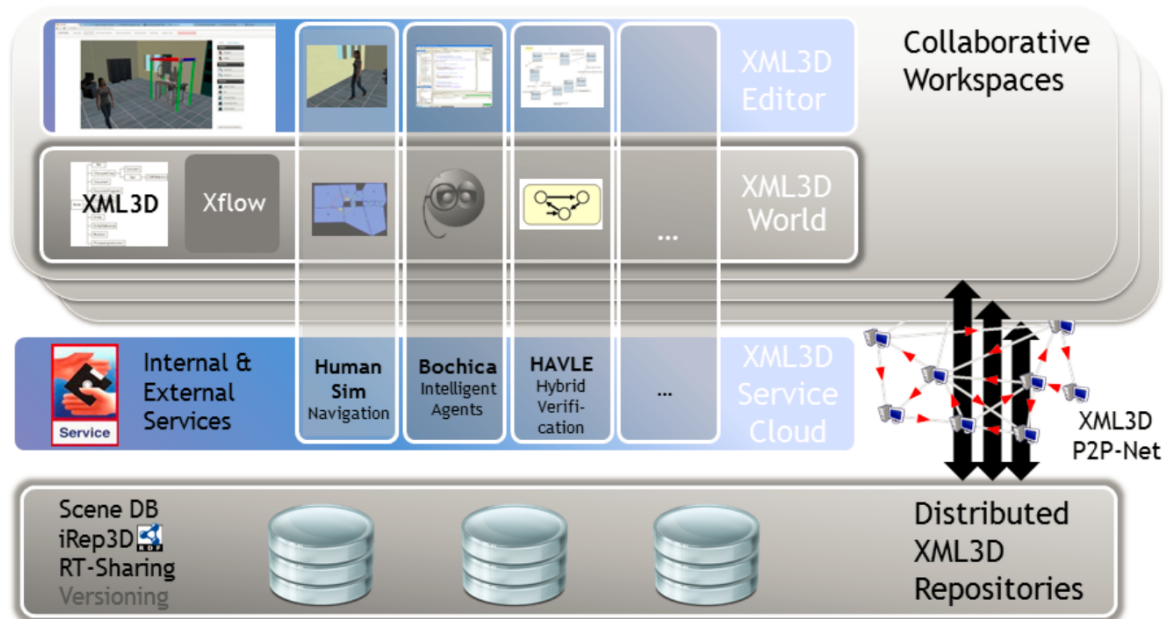 XML3D
Editor
Collaborative
Workspaces
XML3D
Xflow
...
XML3D
World
Service
Internal &
External
Services
Human
Sim
Navigation
Bochica
Intelligent
Agents
HAVLE
Hybrid
Verifi-
cation
...
XML3D
Service
Cloud
XML3D
P2P-Net
Scene DB
iRep3D
RDF
RT-Sharing
Versioning
Distributed
XML3D
Repositories